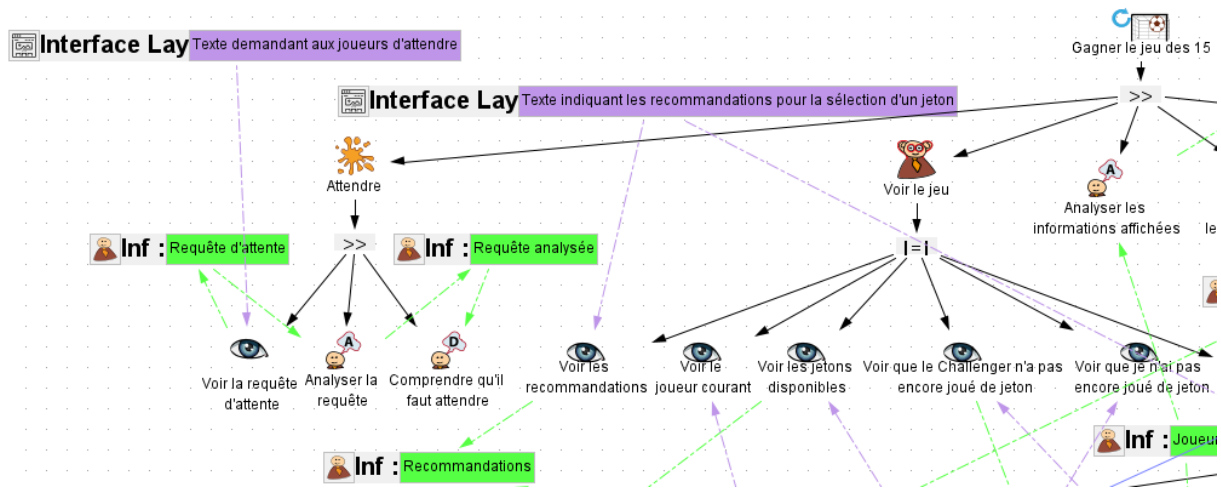 Interface Lay Texte demandant aux joueurs d'attendre
Gagner le jeu des 15
>>
Interface Lay Texte indiquant les recommandations pour la sélection d'un jeton
Attendre
Voir le jeu
A
Analyser les
informations affichées
le
Inf : Requête d'attente
>>
Inf : Requête analysée
|=|
A
D
Voir la requête
d'attente
Analyser la
requête
Comprendre qu'il
faut attendre
Voir les
recommandations
Voir le
joueur courant
Voir les jetons
disponibles
Voir que le Challenger n'a pas
encore joué de jeton
Voir que je n'ai pas
encore joué de jeton
Inf : Recommandations
Inf : Joueur